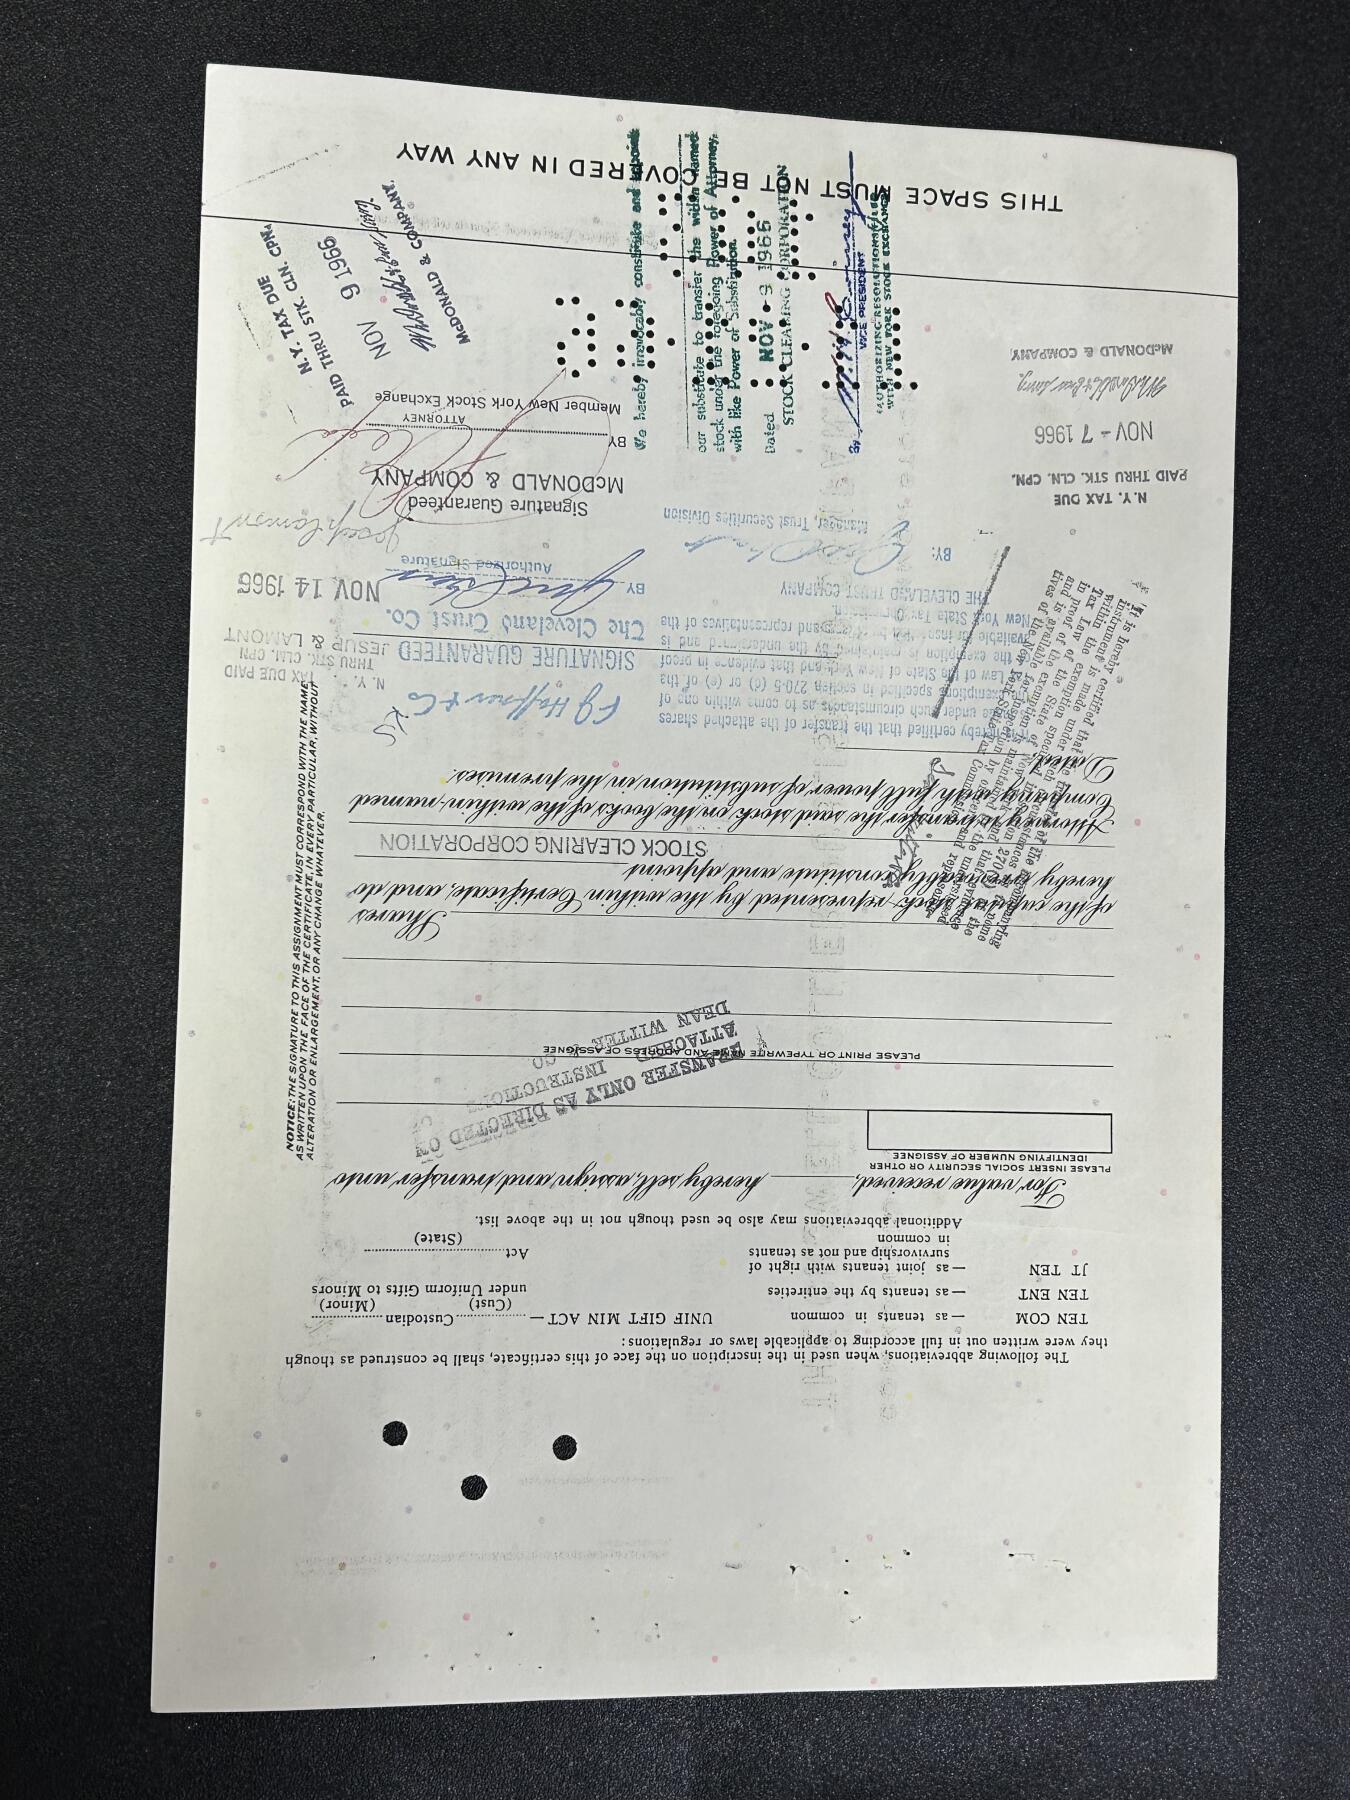 The following abbreviations, when used in the inscription on the face of this certificate, shall be construed as though
they were written out in full according to applicable laws or regulations:
TEN COM —as tenants in common UNIF GIFT MIN ACT—..........Custodian..........
(Cust) (Minor)
TEN ENT —as tenants by the entireties under Uniform Gifts to Minors
JT TEN —as joint tenants with right of
survivorship and not as tenants
in common
Act..........
(State)
Additional abbreviations may also be used though not in the above list.
For value received, hereby sell, assign and transfer unto
PLEASE INSERT SOCIAL SECURITY OR OTHER
IDENTIFYING NUMBER OF ASSIGNEE
TRANSFER ONLY AS DIRECTED ON
ATTACHED INSTRUCTIONS OF
DEAN WITTER & CO
PLEASE PRINT OR TYPEWRITE NAME AND ADDRESS OF ASSIGNEE
Shares
of the capital stock represented by the within Certificate, and do
hereby irrevocably constitute and appoint
STOCK CLEARING CORPORATION
Attorney to transfer the said stock on the books of the within-named
Company with full power of substitution in the premises.
Dated,
NOTICE: THE SIGNATURE TO THIS ASSIGNMENT MUST CORRESPOND WITH THE NAME
AS WRITTEN UPON THE FACE OF THE CERTIFICATE, IN EVERY PARTICULAR, WITHOUT
ALTERATION OR ENLARGEMENT, OR ANY CHANGE WHATEVER.
hereby certified that the transfer of the attached shares
made under such circumstances as to come within one of
the exemptions specified in section 270-5 (d) or (e) of the
Tax Law of the State of New York and that evidence in proof
of the exemption is maintained by the undersigned and is
available for inspection by officers and representatives of the
New York State Tax Commission.
THE CLEVELAND TRUST COMPANY
BY:
Manager, Trust Securities Division
F J Haffner & Co
SIGNATURE GUARANTEED
The Cleveland Trust Co.
BY
Authorized Signature
N. Y. TAX DUE PAID
THRU STK. CLM. CPN
JESUP & LAMONT
NOV 14 1966
Signature Guaranteed
McDONALD & COMPANY
BY
ATTORNEY
Member New York Stock Exchange
N. Y. TAX DUE
PAID THRU STK. CLN. CPN.
NOV - 7 1966
McDONALD & COMPANY
N. Y. TAX DUE
PAID THRU STK. CLN. CPN.
NOV 9 1966
McDONALD & COMPANY
We hereby irrevocably constitute and appoint
our substitute to transfer the within named
stock under the foregoing Power of Attorney,
with like Power of Substitution.
Dated NOV - 9 1966
STOCK CLEARING CORPORATION
By
VICE PRESIDENT
(AUTHORIZING RESOLUTION FILED
WITH NEW YORK STOCK EXCHANGE)
THIS SPACE MUST NOT BE COVERED IN ANY WAY